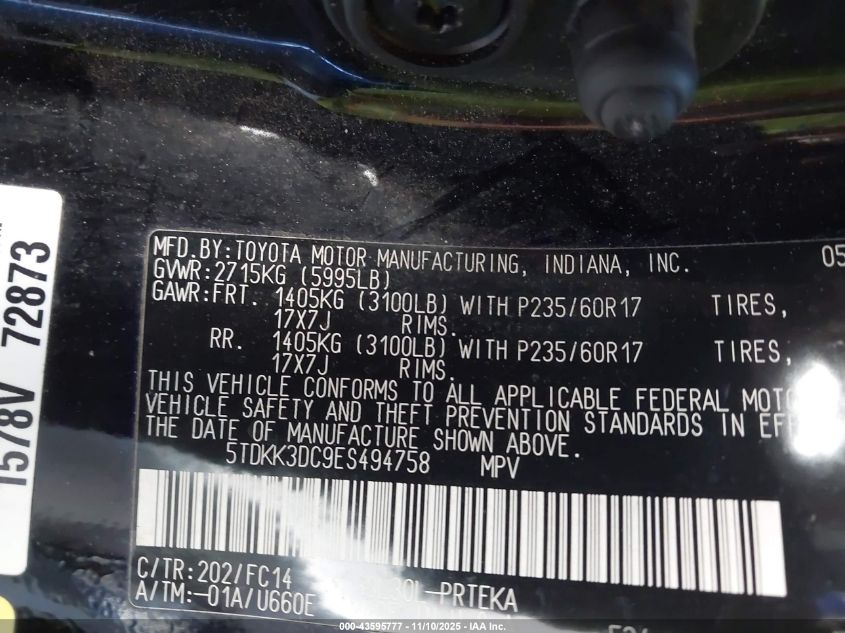 MFD.BY:TOYOTA MOTOR MANUFACTURING, INDIANA, INC. 05
GVWR:2715KG (5995LB)
GAWR:FRT. 1405KG (3100LB) WITH P235/60R17 TIRES,
17X7J RIMS.
RR. 1405KG (3100LB) WITH P235/60R17 TIRES,
17X7J RIMS.
THIS VEHICLE CONFORMS TO ALL APPLICABLE FEDERAL MOTO
VEHICLE SAFETY AND THEFT PREVENTION STANDARDS IN EFF
THE DATE OF MANUFACTURE SHOWN ABOVE.
5TDKK3DC9ES494758 MPV
C/TR:202/FC14
A/TM:-01A/U660E 30L-PRTEKA
1578V 72873
000-43595777 — 11/10/2025 — IAA Inc.